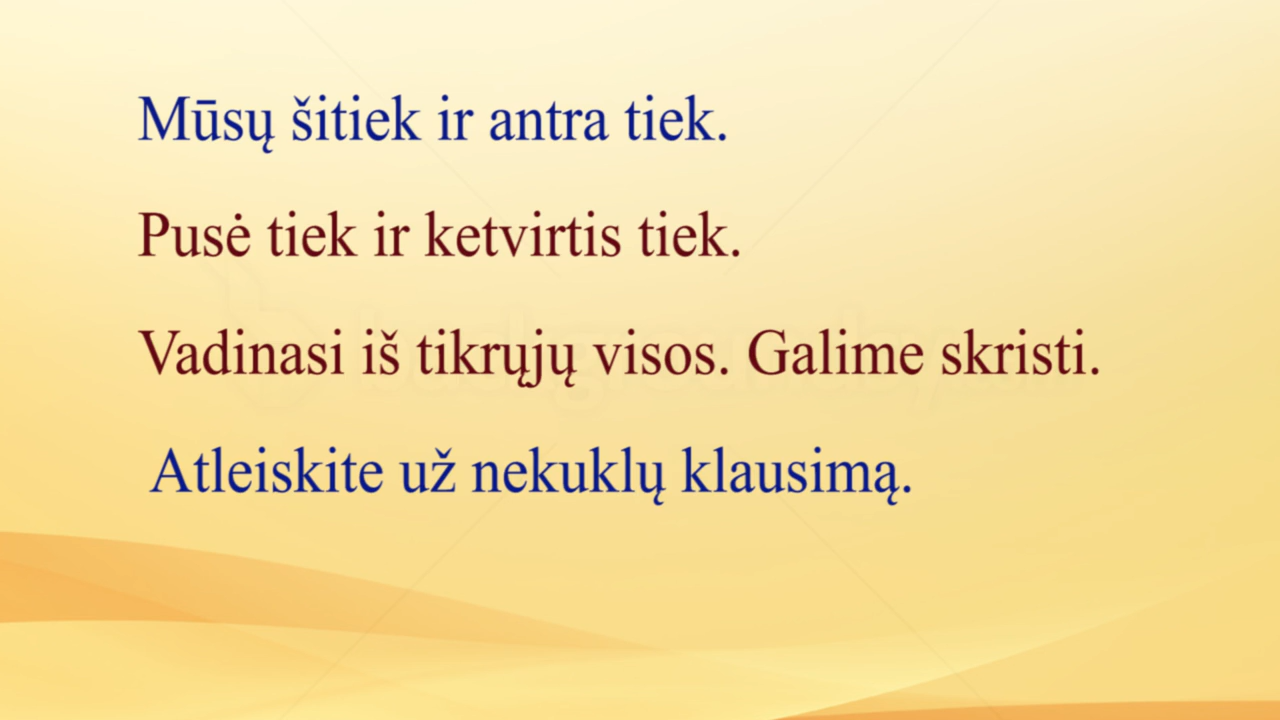 Mūsų šitiek ir antra tiek.
Pusė tiek ir ketvirtis tiek.
Vadinasi iš tikrųjų visos. Galime skristi.
Atleiskite už nekuklų klausimą.